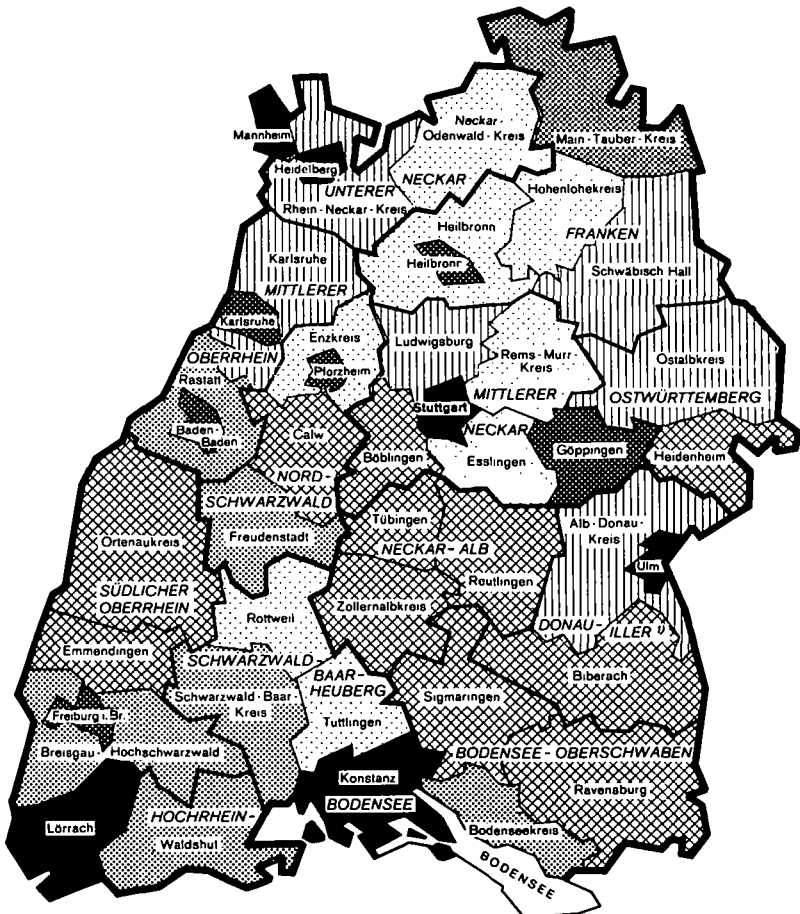 Neckar-
Odenwald-Kreis
Mannheim
Main-Tauber-Kreis
Heidelberg
NECKAR
UNTERER
Hohenlohekreis
Rhein-Neckar-Kreis
Heilbronn
FRANKEN
Karlsruhe
Heilbronn
Schwäbisch Hall
MITTLERER
Karlsruhe
Enzkreis
Ludwigsburg
OBERRHEIN
Rems-Murr
Kreis
Ostalbkreis
Pforzheim
Rastatt
Stuttgart
MITTLERER
OSTWÜRTTEMBERG
Baden-
Baden
Calw
NECKAR
Böblingen
Esslingen
Göppingen
Heidenheim
NORD-
SCHWARZWALD
Tübingen
Alb-Donau-
Kreis
Freudenstadt
Ortenaukreis
NECKAR-ALB
Reutlingen
Ulm
SÜDLICHER
OBERRHEIN
Zollernalbkreis
Rottweil
DONAU-ILLER 1)
Emmendingen
SCHWARZWALD-
BAAR-
HEUBERG
Biberach
Schwarzwald-Baar
Kreis
Sigmaringen
Freiburg i.Br.
Tuttlingen
Breisgau-Hochschwarzwald
BODENSEE-OBERSCHWABEN
Konstanz
Ravensburg
BODENSEE
HOCHRHEIN-
Lörrach
Bodenseekreis
Waldshut
BODENSEE